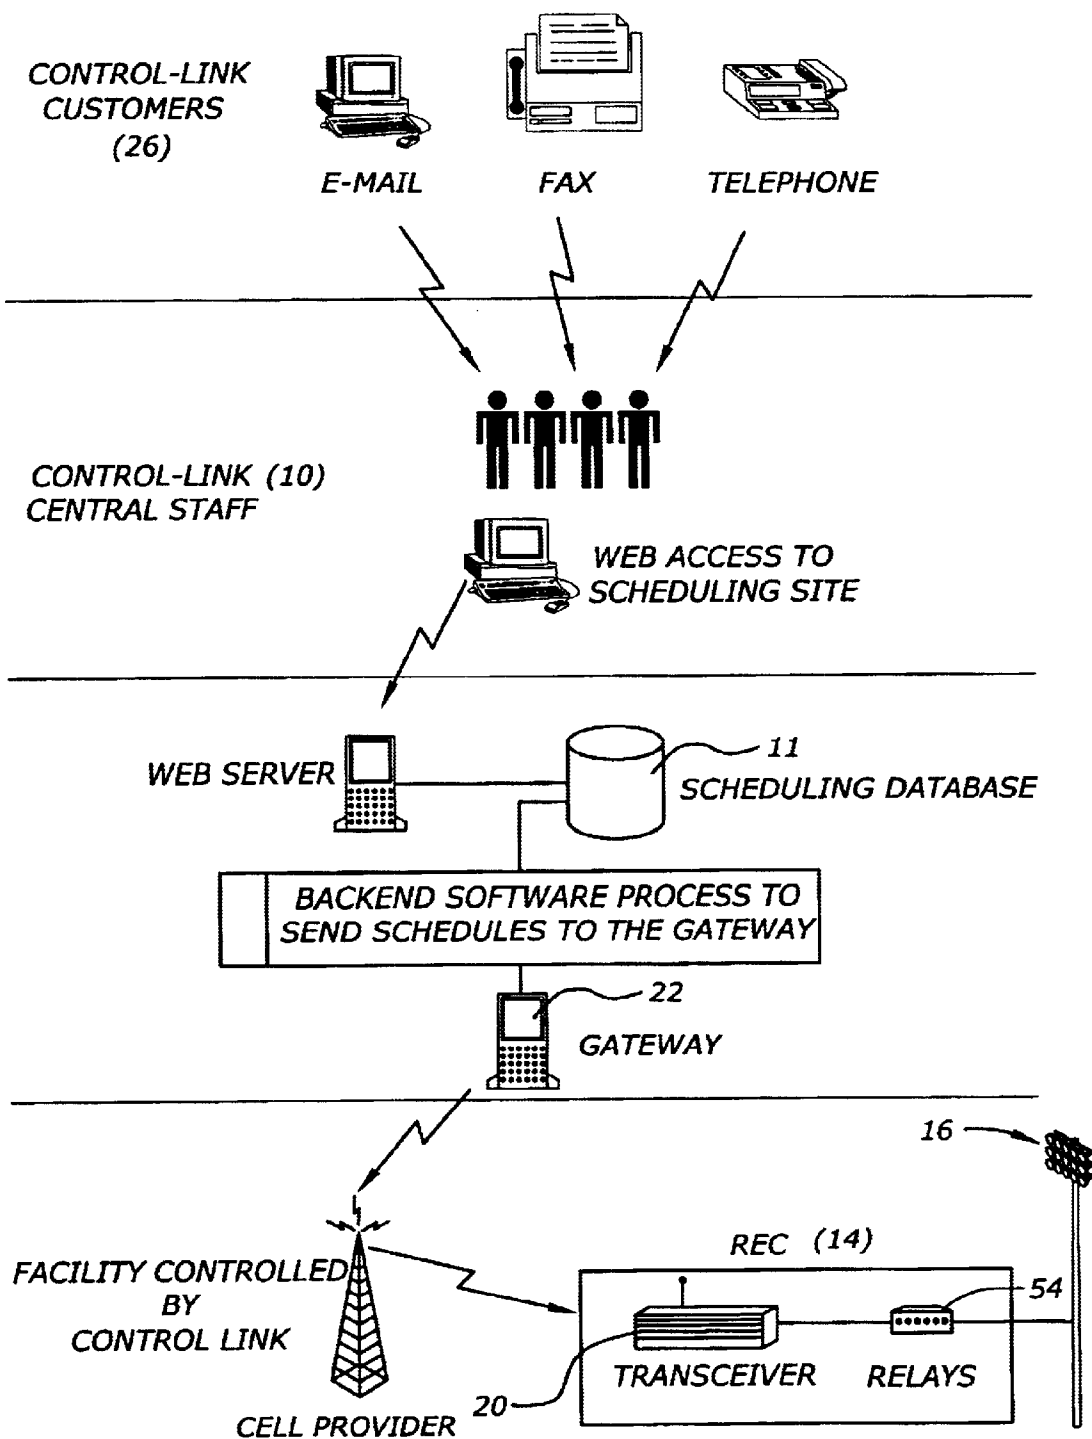 CONTROL-LINK
CUSTOMERS
(26)
E-MAIL
FAX
TELEPHONE
CONTROL-LINK (10)
CENTRAL STAFF
WEB ACCESS TO
SCHEDULING SITE
WEB SERVER
11
SCHEDULING DATABASE
BACKEND SOFTWARE PROCESS TO
SEND SCHEDULES TO THE GATEWAY
22
GATEWAY
16
REC (14)
FACILITY CONTROLLED
BY
CONTROL LINK
54
TRANSCEIVER
RELAYS
20
CELL PROVIDER